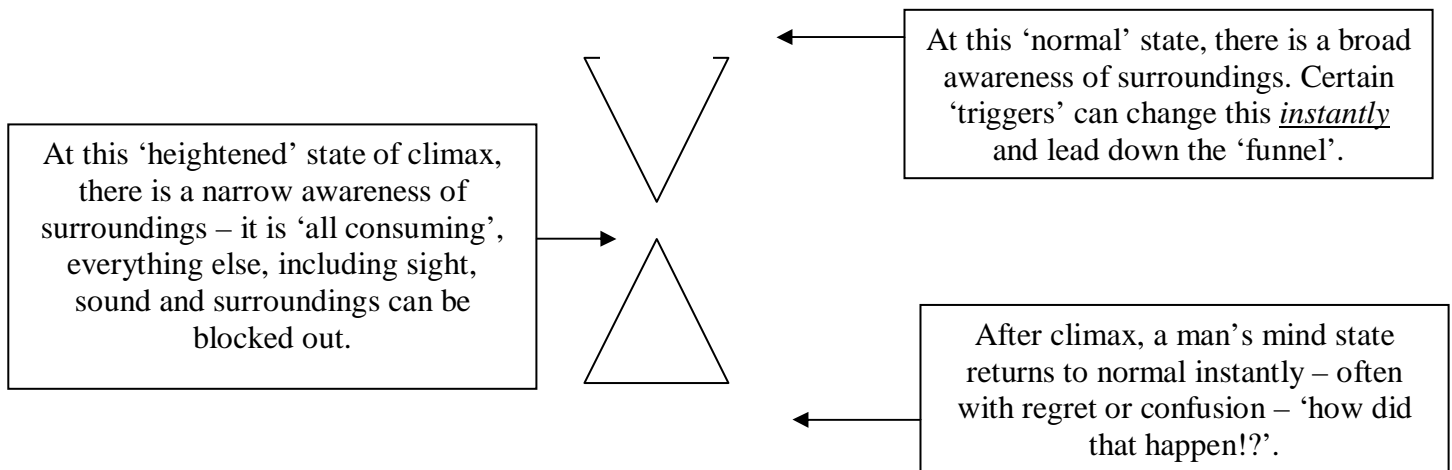 At this ‘normal’ state, there is a broad
awareness of surroundings. Certain
‘triggers’ can change this instantly
and lead down the ‘funnel’.
At this ‘heightened’ state of climax,
there is a narrow awareness of
surroundings – it is ‘all consuming’,
everything else, including sight,
sound and surroundings can be
blocked out.
After climax, a man’s mind state
returns to normal instantly – often
with regret or confusion – ‘how did
that happen!?’.